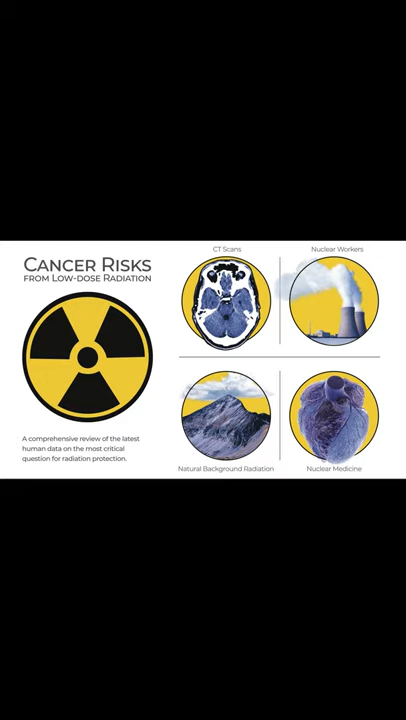 CANCER RISKS
FROM LOW-DOSE RADIATION
A comprehensive review of the latest
human data on the most critical
question for radiation protection.
CT Scans
Nuclear Workers
Natural Background Radiation
Nuclear Medicine